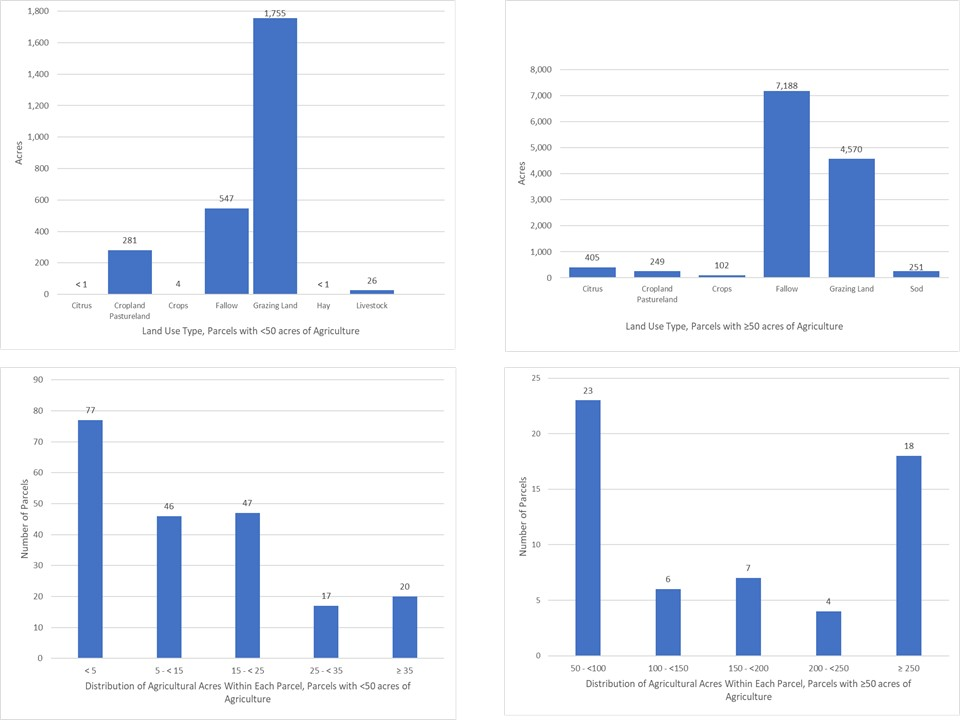 1,800
1,600
1,400
1,200
1,000
800
600
400
200
0
Acres
< 1
281
4
547
1,755
< 1
26
Citrus
Cropland
Pastureland
Crops
Fallow
Grazing Land
Hay
Livestock
Land Use Type, Parcels with <50 acres of Agriculture
8,000
7,000
6,000
5,000
4,000
3,000
2,000
1,000
0
Acres
405
249
102
7,188
4,570
251
Citrus
Cropland
Pastureland
Crops
Fallow
Grazing Land
Sod
Land Use Type, Parcels with ≥50 acres of Agriculture
90
80
70
60
50
40
30
20
10
0
Number of Parcels
77
46
47
17
20
< 5
5 - < 15
15 - < 25
25 - < 35
≥ 35
Distribution of Agricultural Acres Within Each Parcel, Parcels with <50 acres of
Agriculture
25
20
15
10
5
0
Number of Parcels
23
6
7
4
18
50 - <100
100 - <150
150 - <200
200 - <250
≥ 250
Distribution of Agricultural Acres Within Each Parcel, Parcels with ≥50 acres of
Agriculture